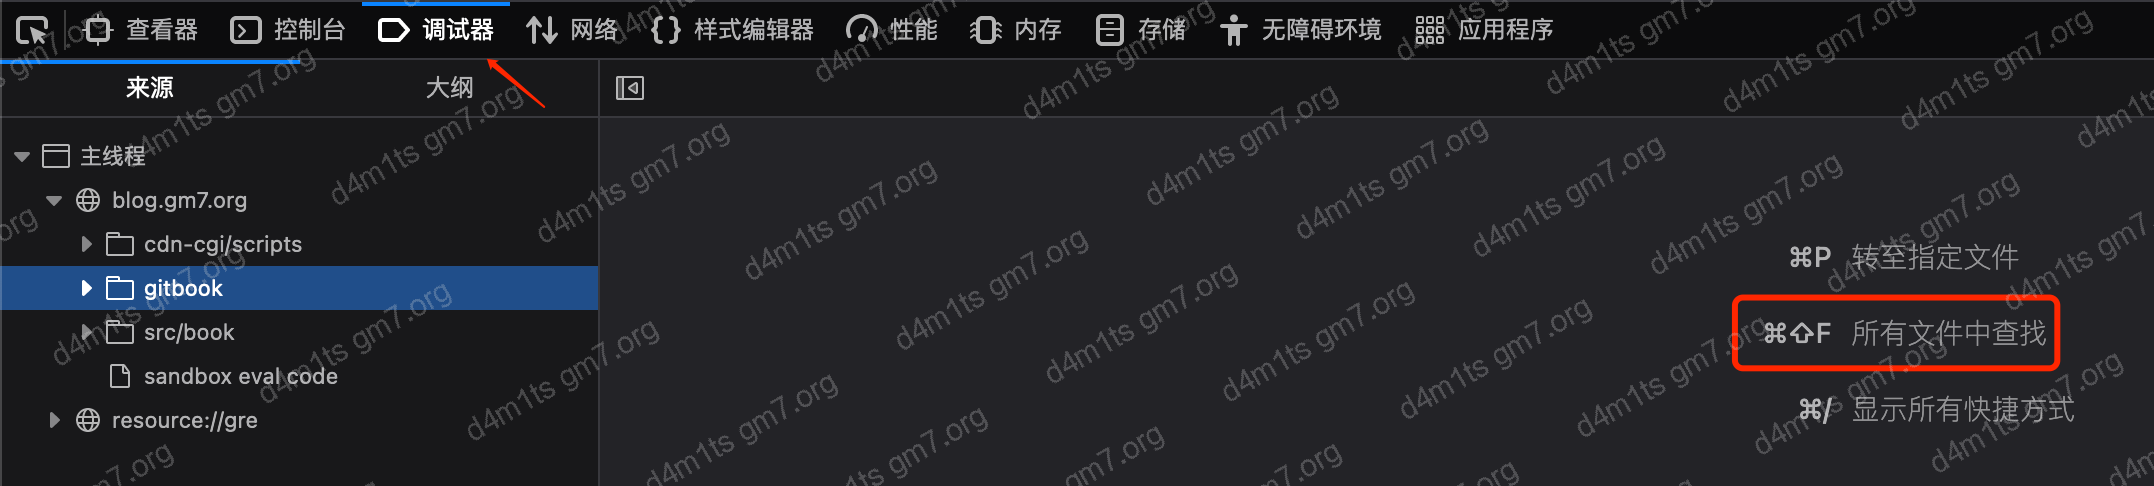 查看器 控制台 调试器 网络 样式编辑器 性能 内存 存储 无障碍环境 应用程序
来源 大纲
主线程
blog.gm7.org
cdn-cgi/scripts
gitbook
src/book
sandbox eval code
resource://gre
⌘P 转至指定文件
⌘⇧F 所有文件中查找
⌘/ 显示所有快捷方式
d4m1ts gm7.org